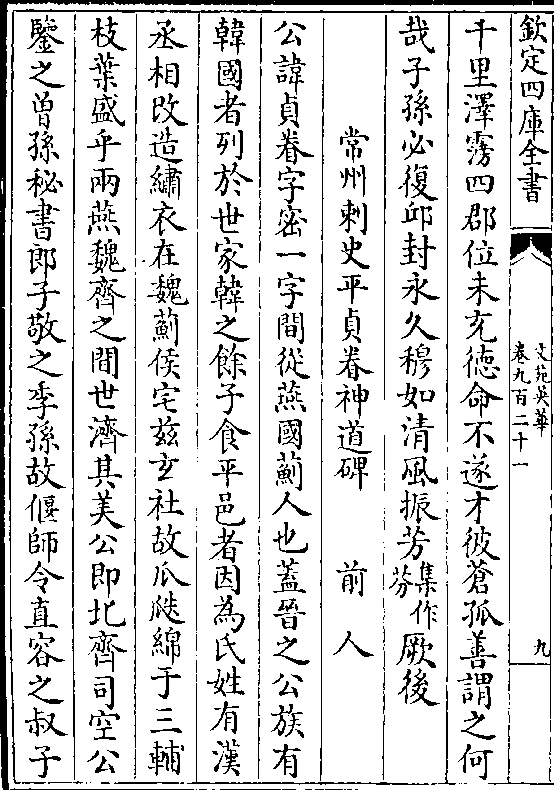 欽定四庫全書
文苑英華
卷九百二十一
九
千里澤霶四郡位未充德命不遂才彼蒼孤善謂之何
哉子孫必復邱封永久穆如清風振芳集作芬厥後
常州刺史平貞眷神道碑 前人
公諱貞眷字密一字間從燕國薊人也蓋晉之公族有
韓國者列於世家韓之餘子食平邑者因為氏姓有漢
丞相改造繡衣在魏薊侯宅兹玄社故瓜瓞綿于三輔
枝葉盛乎兩燕魏齊之間世濟其美公即北齊司空公
鑒之曽孫秘書郎子敬之季孫故偃師令直容之叔子